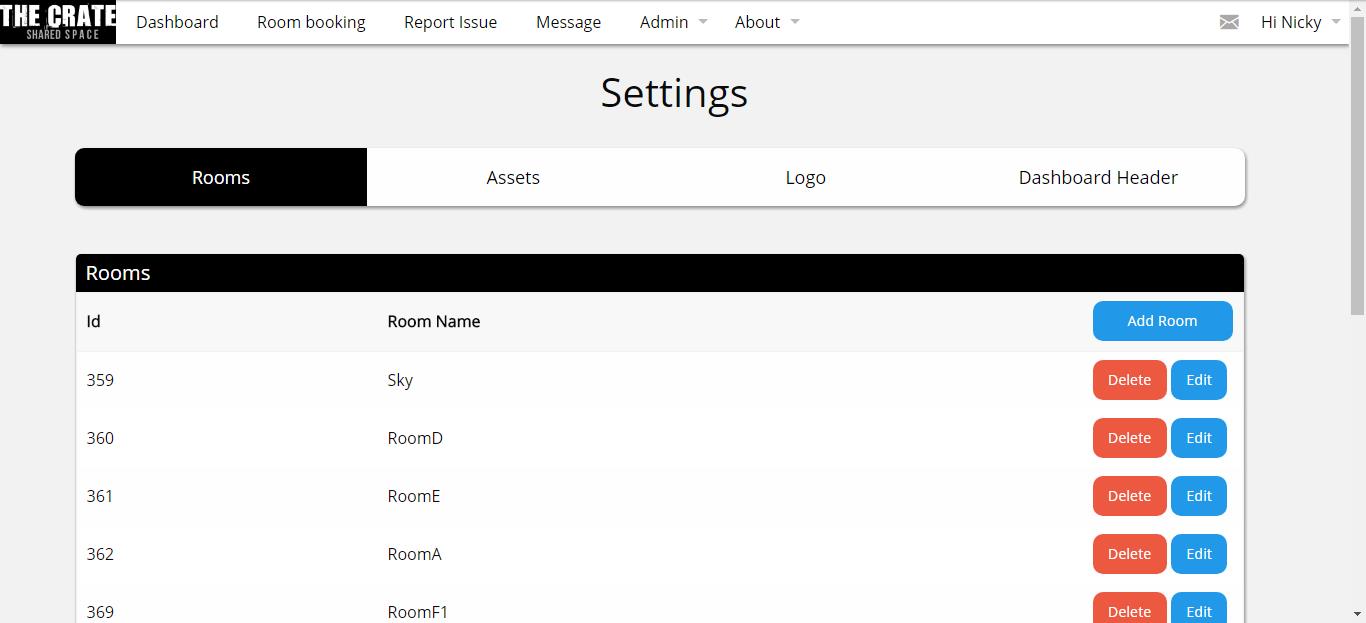 THE CRATE
SHARED SPACE
Dashboard Room booking Report Issue Message Admin About Hi Nicky
Settings
Rooms Assets Logo Dashboard Header
Rooms
Id Room Name Add Room
359 Sky Delete Edit
360 RoomD Delete Edit
361 RoomE Delete Edit
362 RoomA Delete Edit
369 RoomF1 Delete Edit